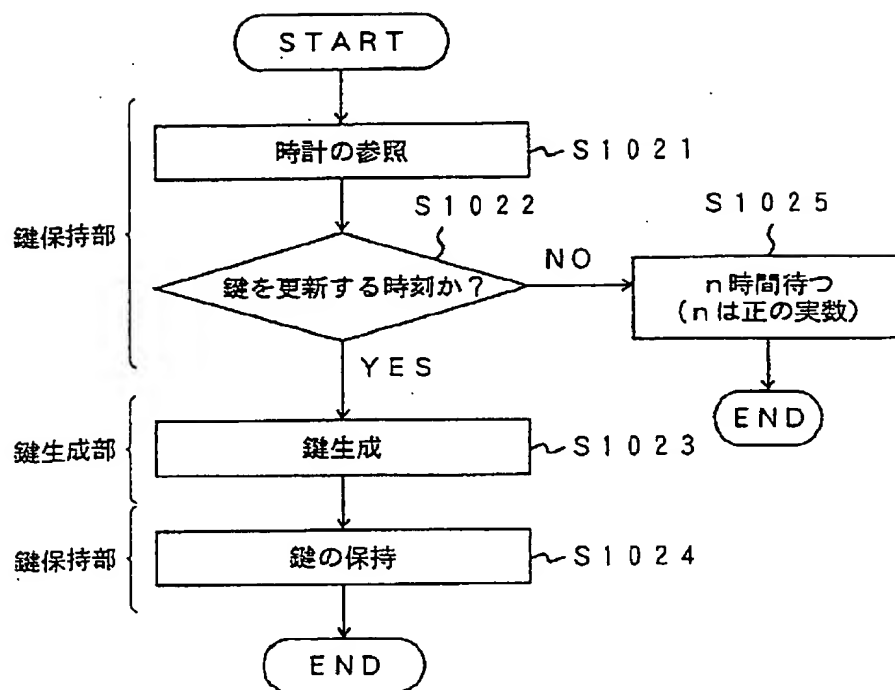 START
時計の参照
S1021
鍵保持部
S1022
鍵を更新する時刻か?
NO
S1025
n時間待つ
(nは正の実数)
END
YES
鍵生成部
鍵生成
S1023
鍵保持部
鍵の保持
S1024
END